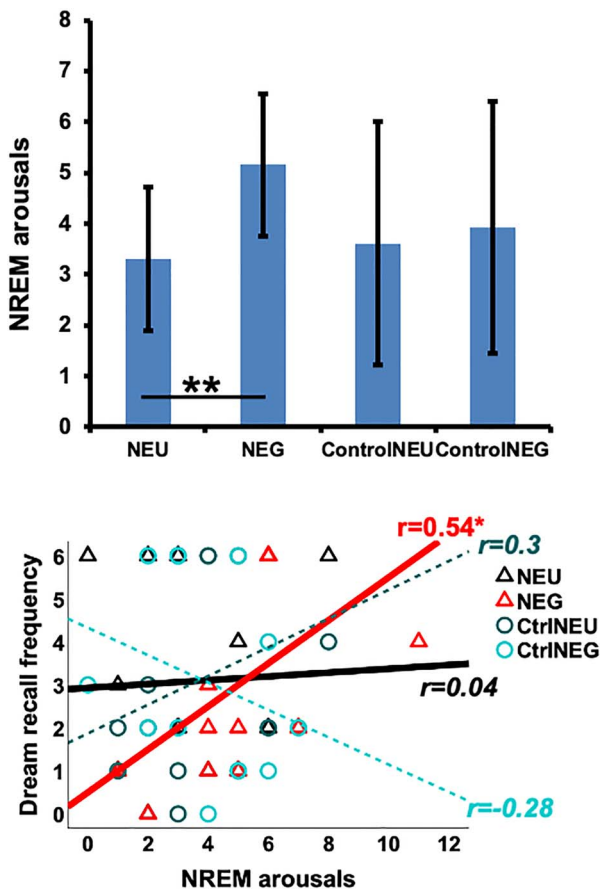 8
7
6
5
4
3
2
1
0
NREM arousals
**
NEU NEG ControlNEU ControlNEG
r=0.54*
r=0.3
6
5
4
3
2
1
0
Dream recall frequency
NEU
NEG
CtrlNEU
CtrlNEG
r=0.04
r=-0.28
0 2 4 6 8 10 12
NREM arousals